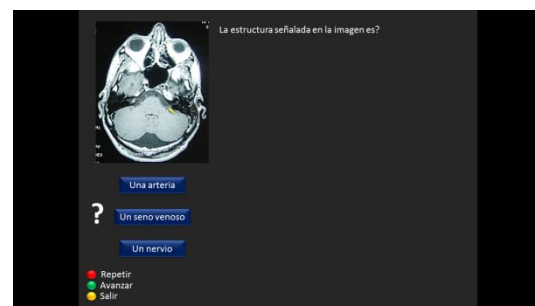 La estructura señalada en la imagen es?
Una arteria
?
Un seno venoso
Un nervio
Repetir
Avanzar
Salir